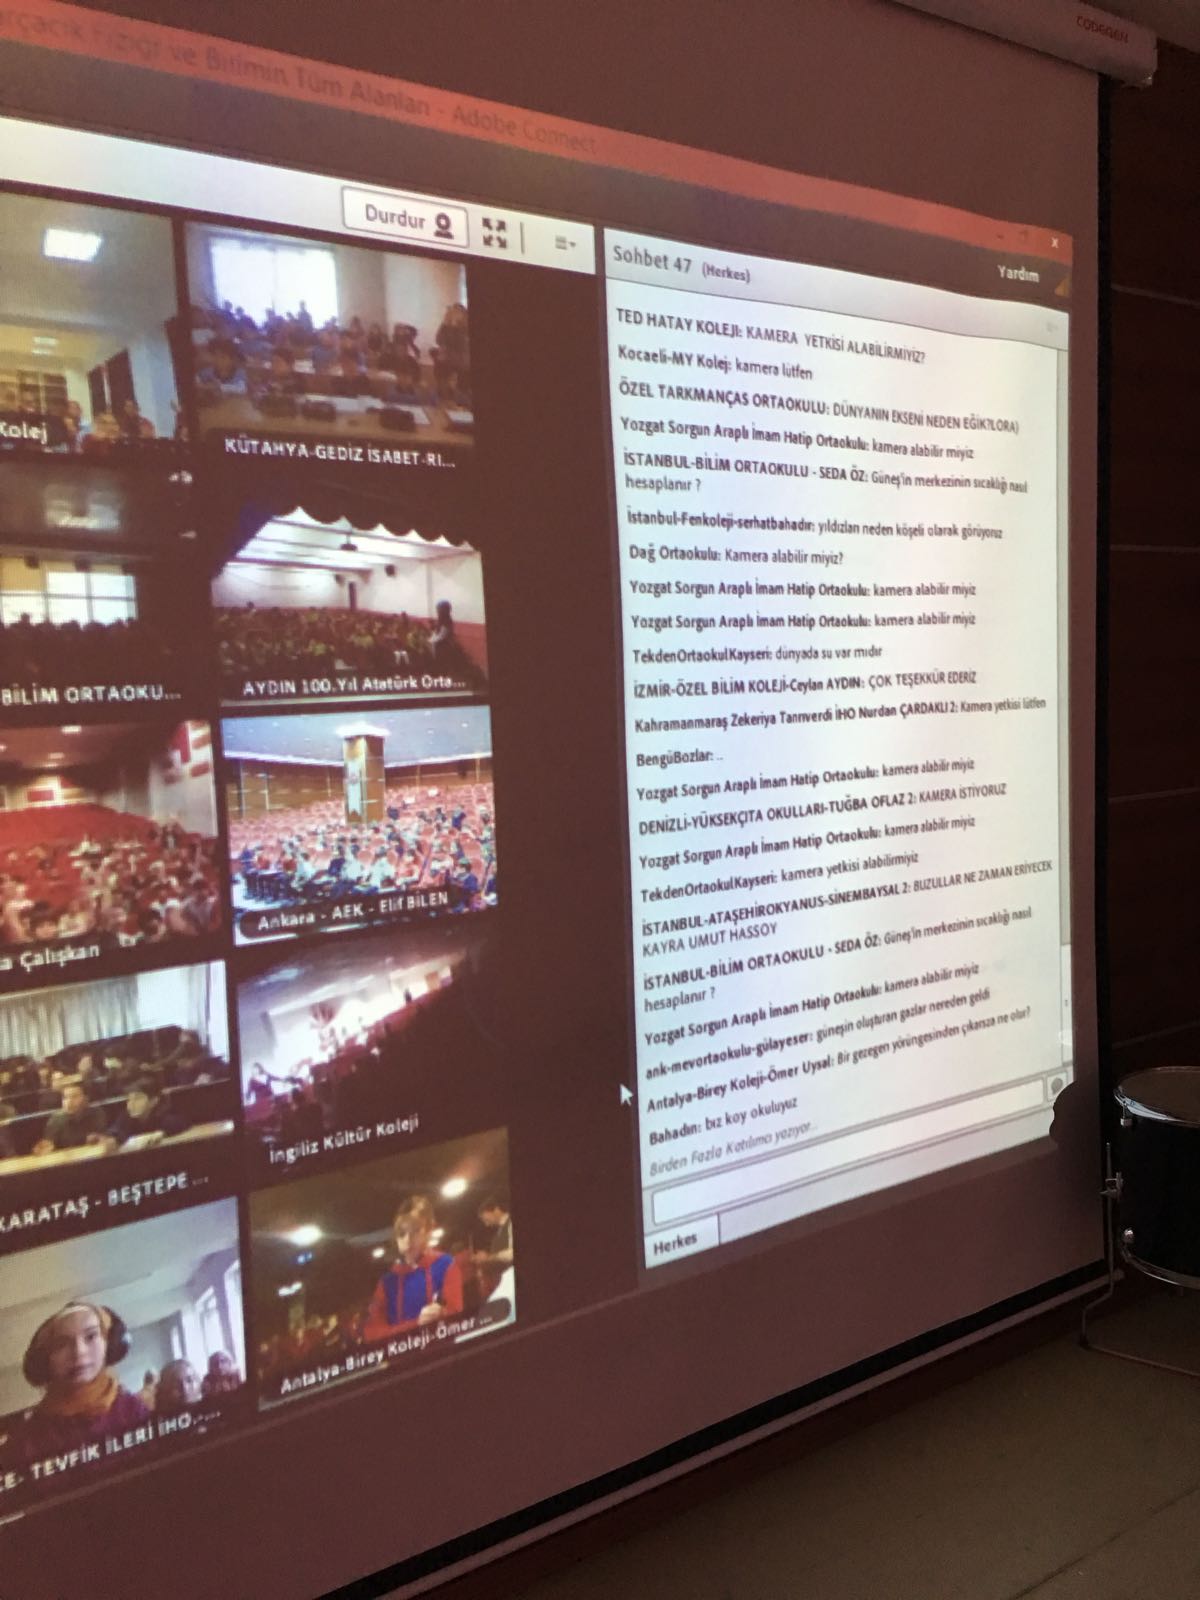 CODEGEN
Fiziği ve Bilimin Tüm Alanları - Adobe Connect
Durdur
Yardım
Sohbet 47 (Herkes)
TED HATAY KOLEJİ: KAMERA YETKİSİ ALABİLİRMİYİZ?
Kocaeli-MY Kolej: kamera lütfen
ÖZEL TARKMANÇAS ORTAOKULU: DÜNYANIN EKSENİ NEDEN EĞİK?LORA)
Yozgat Sorgun Araplı İmam Hatip Ortaokulu: kamera alabilir miyiz
İSTANBUL-BİLİM ORTAOKULU - SEDA ÖZ: Güneş'in merkezinin sıcaklığı nasıl
hesaplanır ?
İstanbul-Fenkoleji-serhatbahadır: yıldızları neden köşeli olarak görüyoruz
Dağ Ortaokulu: Kamera alabilir miyiz?
Yozgat Sorgun Araplı İmam Hatip Ortaokulu: kamera alabilir miyiz
Yozgat Sorgun Araplı İmam Hatip Ortaokulu: kamera alabilir miyiz
TekdenOrtaokulKayseri: dünyada su var mıdır
İZMİR-ÖZEL BİLİM KOLEJİ-Ceylan AYDIN: ÇOK TEŞEKKÜR EDERİZ
Kahramanmaraş Zekeriya Tanrıverdi İHO Nurdan ÇARDAKLI 2: Kamera yetkisi lütfen
BengüBozlar: ..
Yozgat Sorgun Araplı İmam Hatip Ortaokulu: kamera alabilir miyiz
DENİZLİ-YÜKSEKÇITA OKULLARI-TUĞBA OFLAZ 2: KAMERA İSTİYORUZ
Yozgat Sorgun Araplı İmam Hatip Ortaokulu: kamera alabilir miyiz
TekdenOrtaokulKayseri: kamera yetkisi alabilirmiyiz
İSTANBUL-ATAŞEHİROKYANUS-SİNEMBAYSAL 2: BUZULLAR NE ZAMAN ERİYECEK
KAYRA UMUT HASSOY
İSTANBUL-BİLİM ORTAOKULU - SEDA ÖZ: Güneş'in merkezinin sıcaklığı nasıl
hesaplanır ?
Yozgat Sorgun Araplı İmam Hatip Ortaokulu: kamera alabilir miyiz
ank-mevortaokulu-gülayeser: güneşin oluşturan gazlar nereden geldi
Antalya-Birey Koleji-Ömer Uysal: Bir gezegen yörüngesinden çıkarsa ne olur?
Bahadın: bız koy okuluyuz
Birden Fazla Katılımcı yazıyor...
Herkes
Kolej
KÜTAHYA-GEDİZ İSABET-RI...
BİLİM ORTAOKU...
AYDIN 100.Yıl Atatürk Orta...
a Çalışkan
Ankara - AEK - Elif BİLEN
KARATAŞ - BEŞTEPE ...
İngiliz Kültür Koleji
CE- TEVFİK İLERİ İHO-...
Antalya-Birey Koleji-Ömer ...